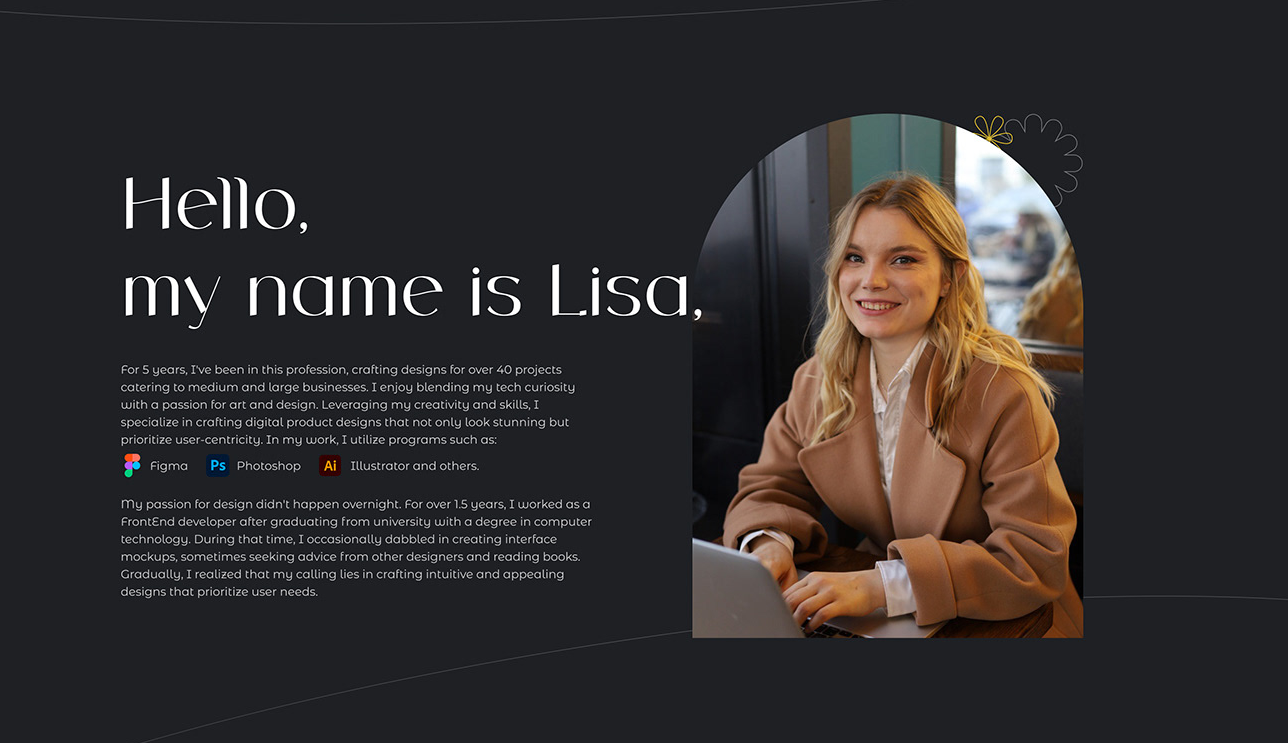 Hello,
my name is Lisa,
For 5 years, I've been in this profession, crafting designs for over 40 projects
catering to medium and large businesses. I enjoy blending my tech curiosity
with a passion for art and design. Leveraging my creativity and skills, I
specialize in crafting digital product designs that not only look stunning but
prioritize user-centricity. In my work, I utilize programs such as:
Figma Ps Photoshop Ai Illustrator and others.
My passion for design didn't happen overnight. For over 1.5 years, I worked as a
FrontEnd developer after graduating from university with a degree in computer
technology. During that time, I occasionally dabbled in creating interface
mockups, sometimes seeking advice from other designers and reading books.
Gradually, I realized that my calling lies in crafting intuitive and appealing
designs that prioritize user needs.